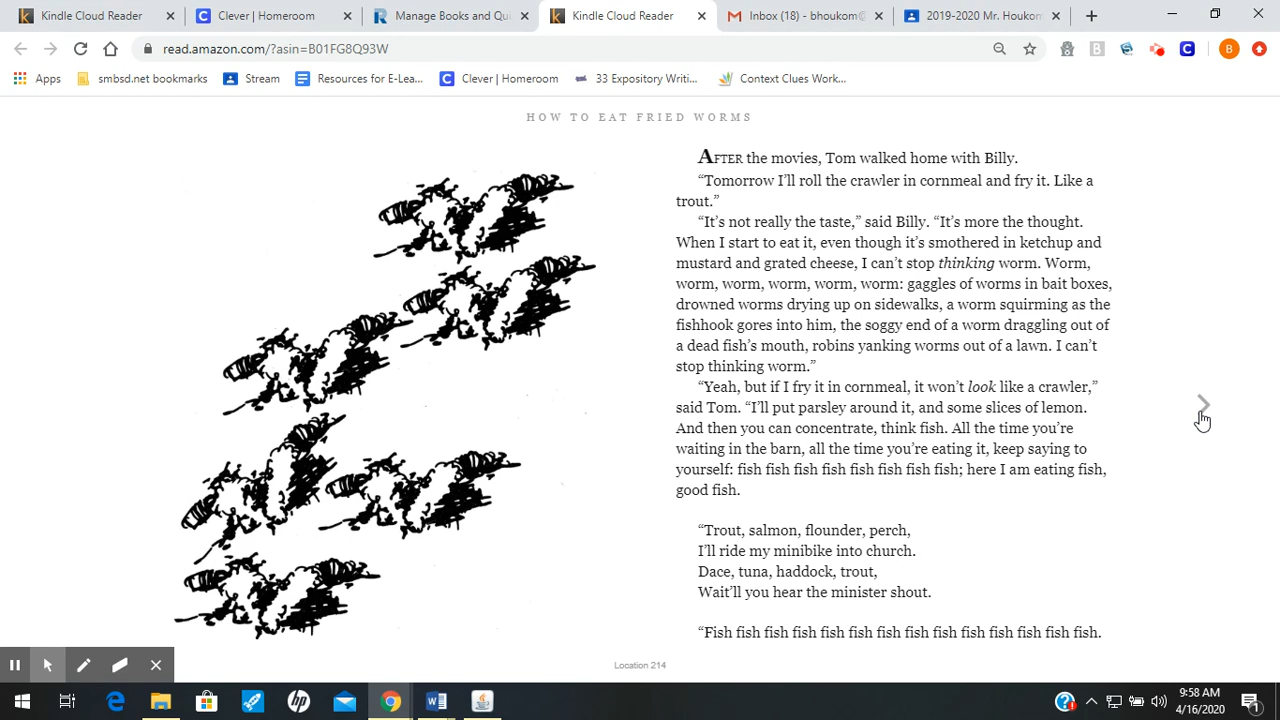 Kindle Cloud Reader
Clever | Homeroom
Manage Books and Qui
Kindle Cloud Reader
Inbox (18) - bhoukom@
2019-2020 Mr. Houkom
read.amazon.com/?asin=B01FG8Q93W
B
Apps
smbsd.net bookmarks
Stream
Resources for E-Lea...
Clever | Homeroom
33 Expository Writi...
Context Clues Work...
HOW TO EAT FRIED WORMS
AFTER the movies, Tom walked home with Billy.
“Tomorrow I’ll roll the crawler in cornmeal and fry it. Like a
trout.”
“It’s not really the taste,” said Billy. “It’s more the thought.
When I start to eat it, even though it’s smothered in ketchup and
mustard and grated cheese, I can’t stop thinking worm. Worm,
worm, worm, worm, worm, worm: gaggles of worms in bait boxes,
drowned worms drying up on sidewalks, a worm squirming as the
fishhook gores into him, the soggy end of a worm draggling out of
a dead fish’s mouth, robins yanking worms out of a lawn. I can’t
stop thinking worm.”
“Yeah, but if I fry it in cornmeal, it won’t look like a crawler,”
said Tom. “I’ll put parsley around it, and some slices of lemon.
And then you can concentrate, think fish. All the time you’re
waiting in the barn, all the time you’re eating it, keep saying to
yourself: fish fish fish fish fish fish fish fish; here I am eating fish,
good fish.
“Trout, salmon, flounder, perch,
I’ll ride my minibike into church.
Dace, tuna, haddock, trout,
Wait’ll you hear the minister shout.
“Fish fish fish fish fish fish fish fish fish fish fish fish fish fish.
Location 214
9:58 AM
4/16/2020